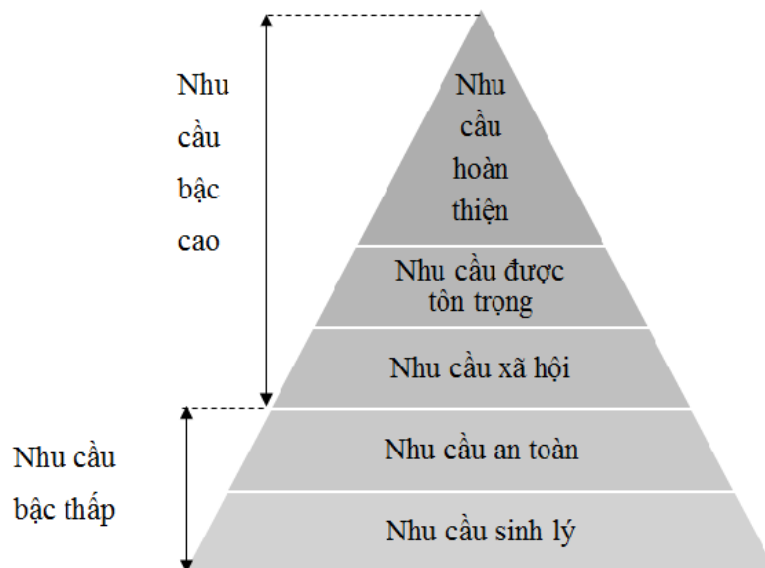 Nhu
cầu
bậc
cao
Nhu
cầu
hoàn
thiện
Nhu cầu được
tôn trọng
Nhu cầu xã hội
Nhu cầu an toàn
Nhu cầu sinh lý
Nhu cầu
bậc thấp